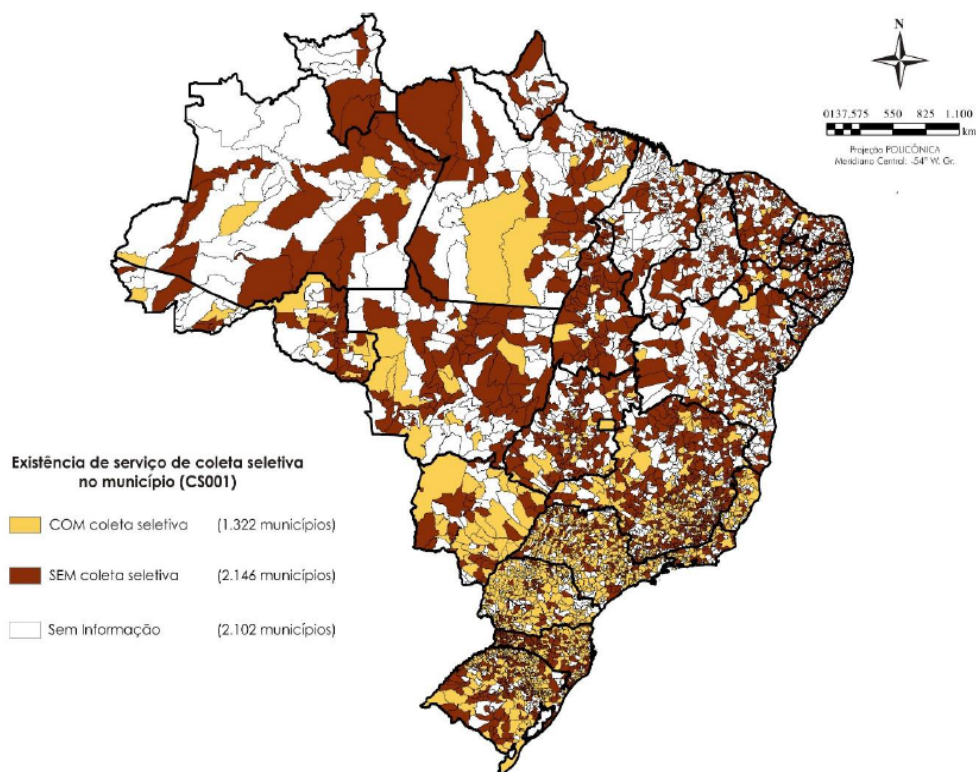 N
0137,575 550 825 1.100
km
Projeção POLICÔNICA
Meridiano Central: -54° W. Gr.
Existência de serviço de coleta seletiva
no município (CS001)
COM coleta seletiva (1.322 municípios)
SEM coleta seletiva (2.146 municípios)
Sem Informação (2.102 municípios)